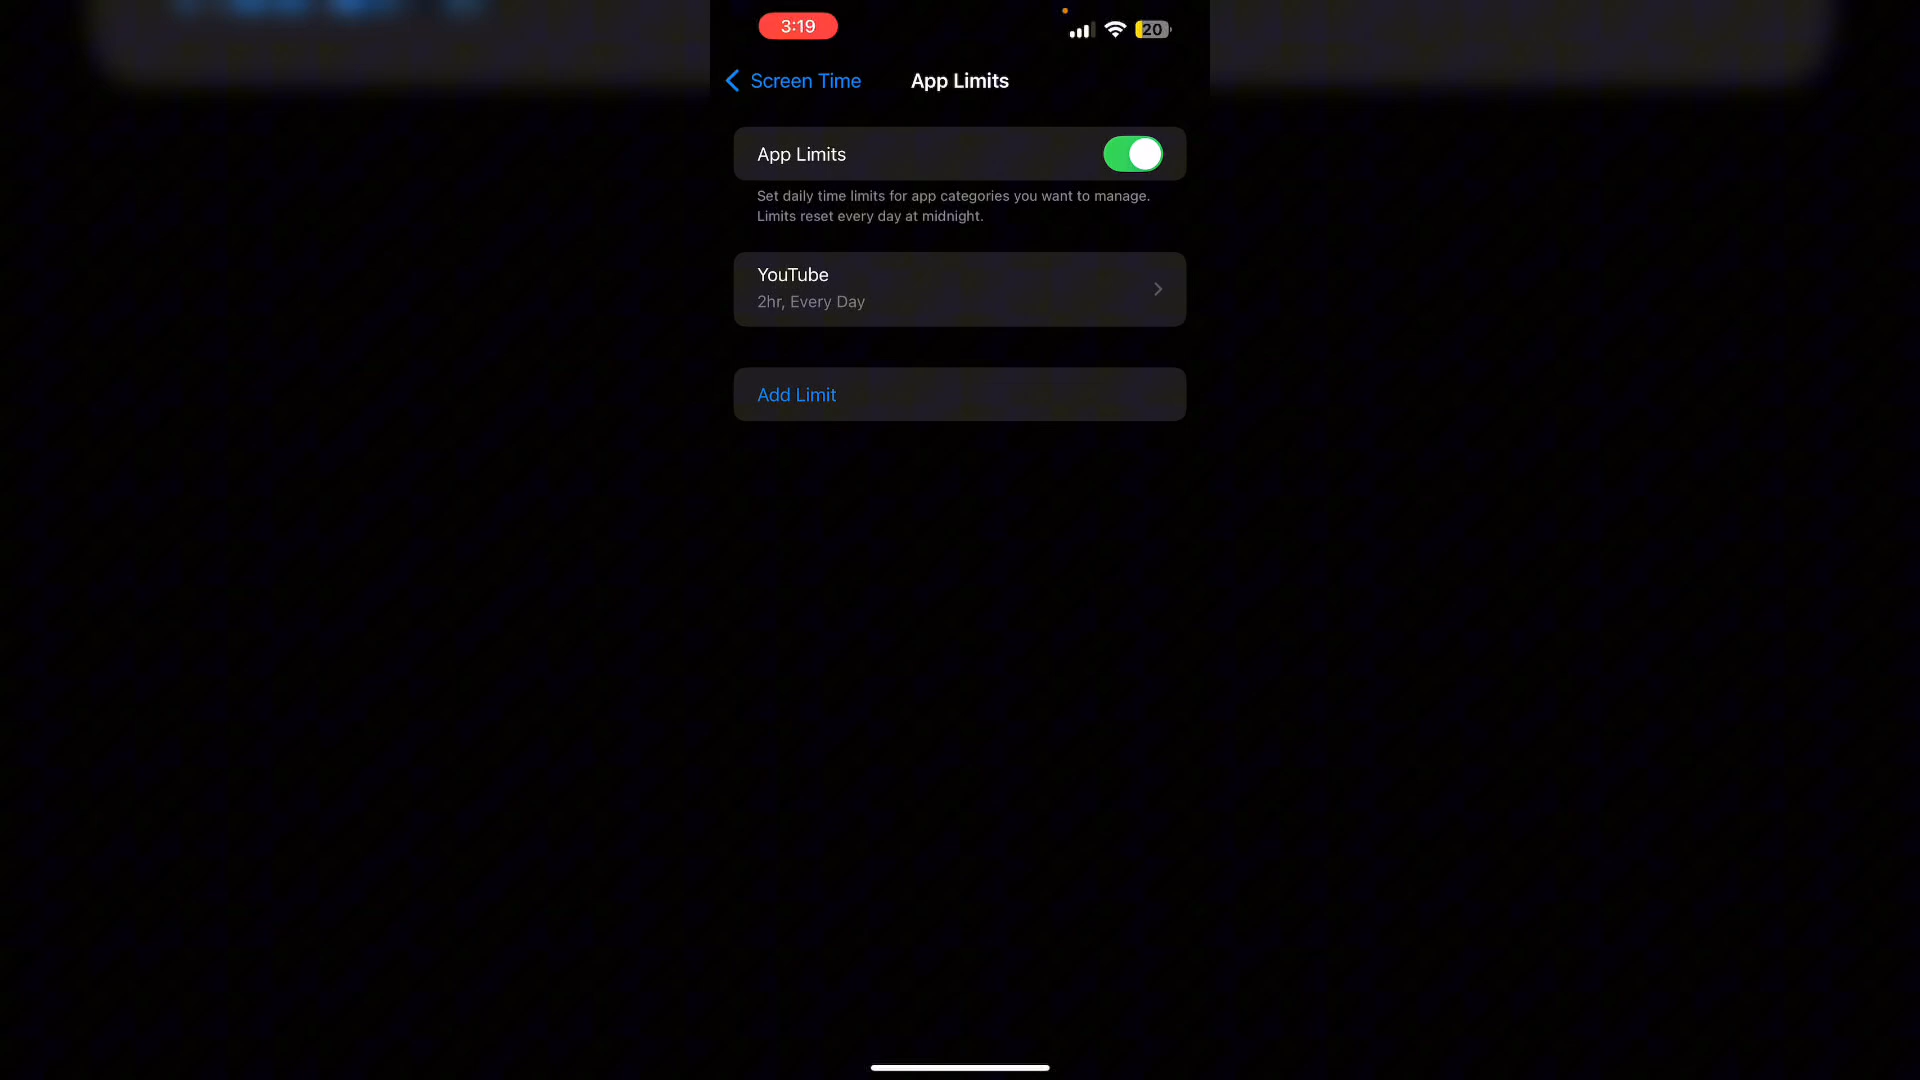 3:19
20
Screen Time
App Limits
App Limits
Set daily time limits for app categories you want to manage.
Limits reset every day at midnight.
YouTube
2hr, Every Day
Add Limit